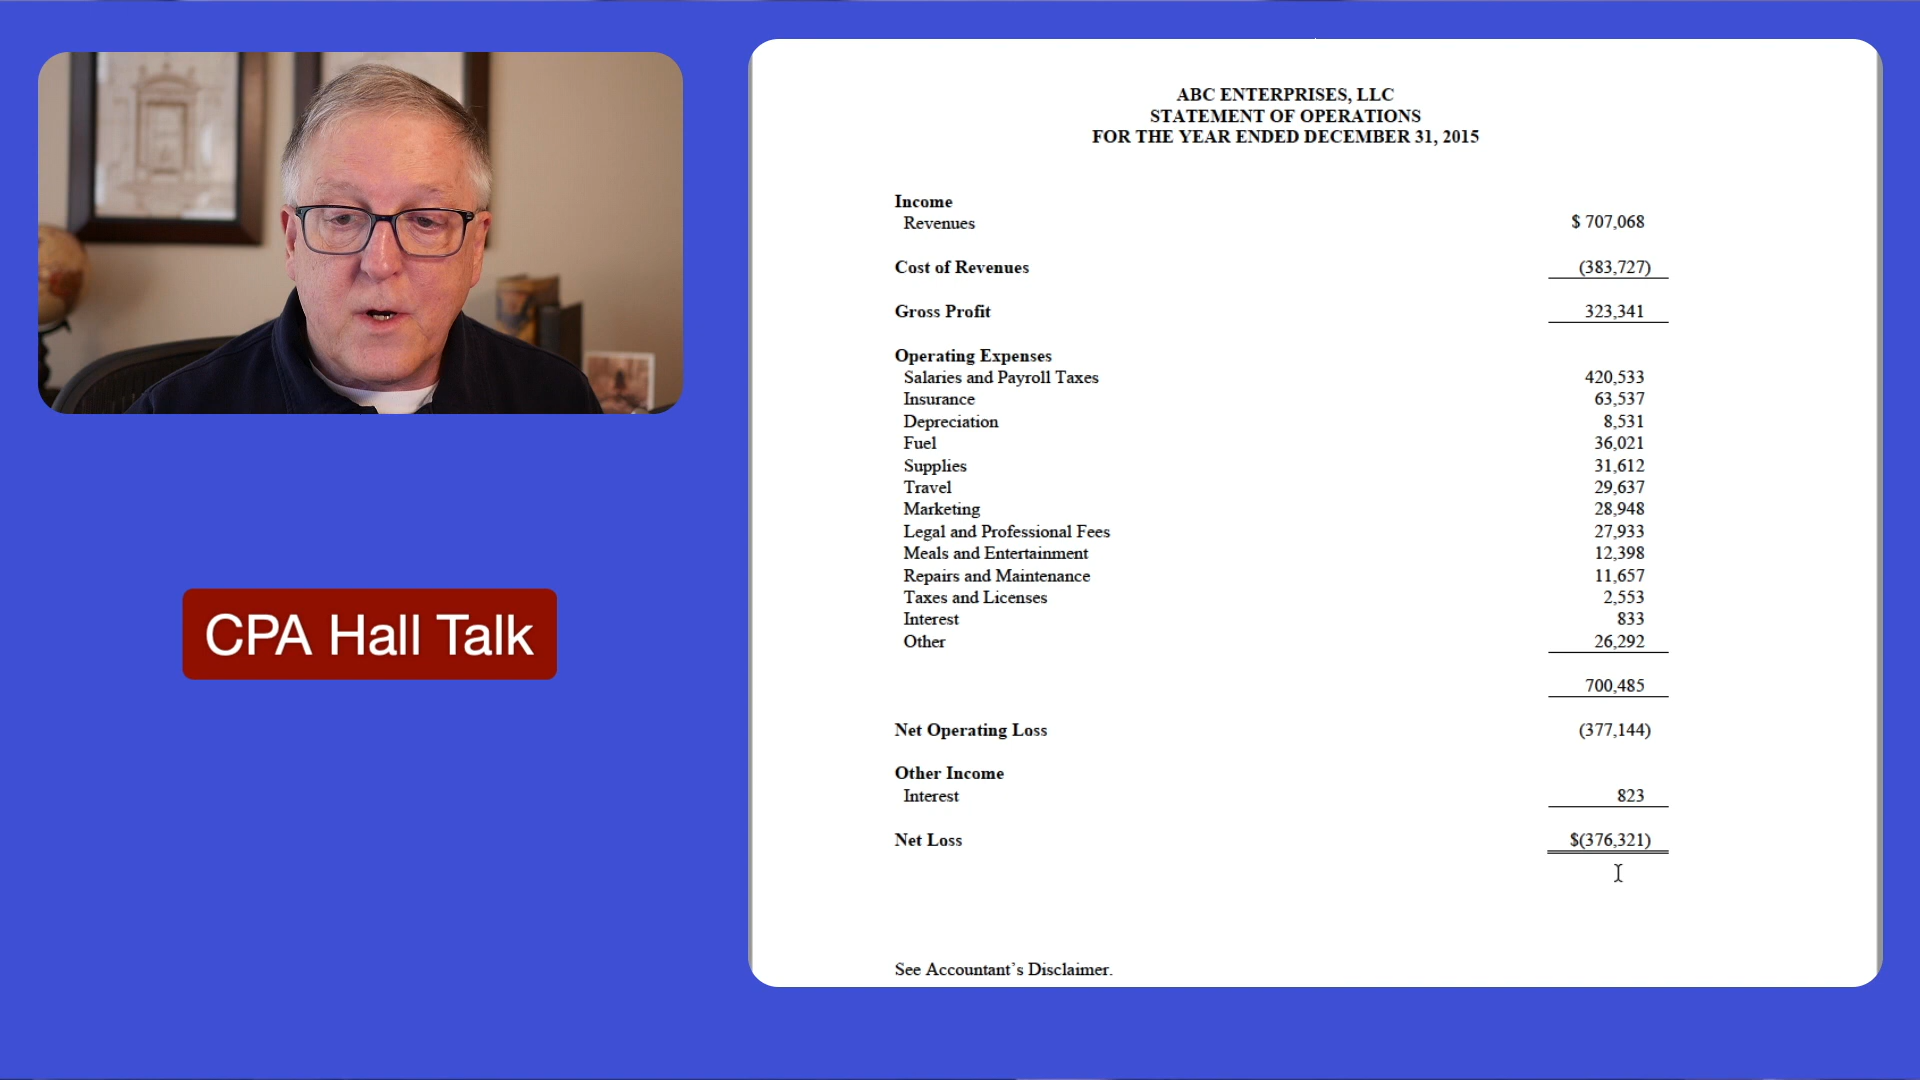 CPA Hall Talk
ABC ENTERPRISES, LLC
STATEMENT OF OPERATIONS
FOR THE YEAR ENDED DECEMBER 31, 2015
Income
Revenues $ 707,068
Cost of Revenues (383,727)
Gross Profit 323,341
Operating Expenses
Salaries and Payroll Taxes 420,533
Insurance 63,537
Depreciation 8,531
Fuel 36,021
Supplies 31,612
Travel 29,637
Marketing 28,948
Legal and Professional Fees 27,933
Meals and Entertainment 12,398
Repairs and Maintenance 11,657
Taxes and Licenses 2,553
Interest 833
Other 26,292
700,485
Net Operating Loss (377,144)
Other Income
Interest 823
Net Loss $(376,321)
See Accountant’s Disclaimer.